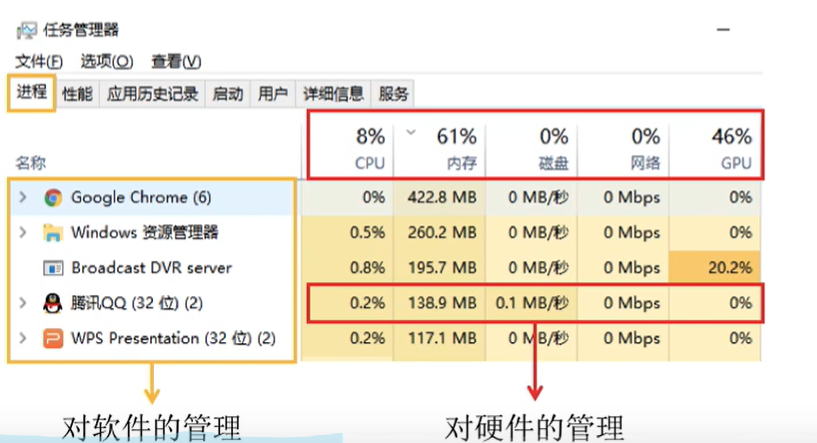 任务管理器
文件(F) 选项(O) 查看(V)
进程 性能 应用历史记录 启动 用户 详细信息 服务
8% 61% 0% 0% 46%
名称 CPU 内存 磁盘 网络 GPU
Google Chrome (6) 0% 422.8 MB 0 MB/秒 0 Mbps 0%
Windows 资源管理器 0.5% 260.2 MB 0 MB/秒 0 Mbps 0%
Broadcast DVR server 0.8% 195.7 MB 0 MB/秒 0 Mbps 20.2%
腾讯QQ (32 位) (2) 0.2% 138.9 MB 0.1 MB/秒 0 Mbps 0%
WPS Presentation (32 位) (2) 0.2% 117.1 MB 0 MB/秒 0 Mbps 0%
对软件的管理 对硬件的管理